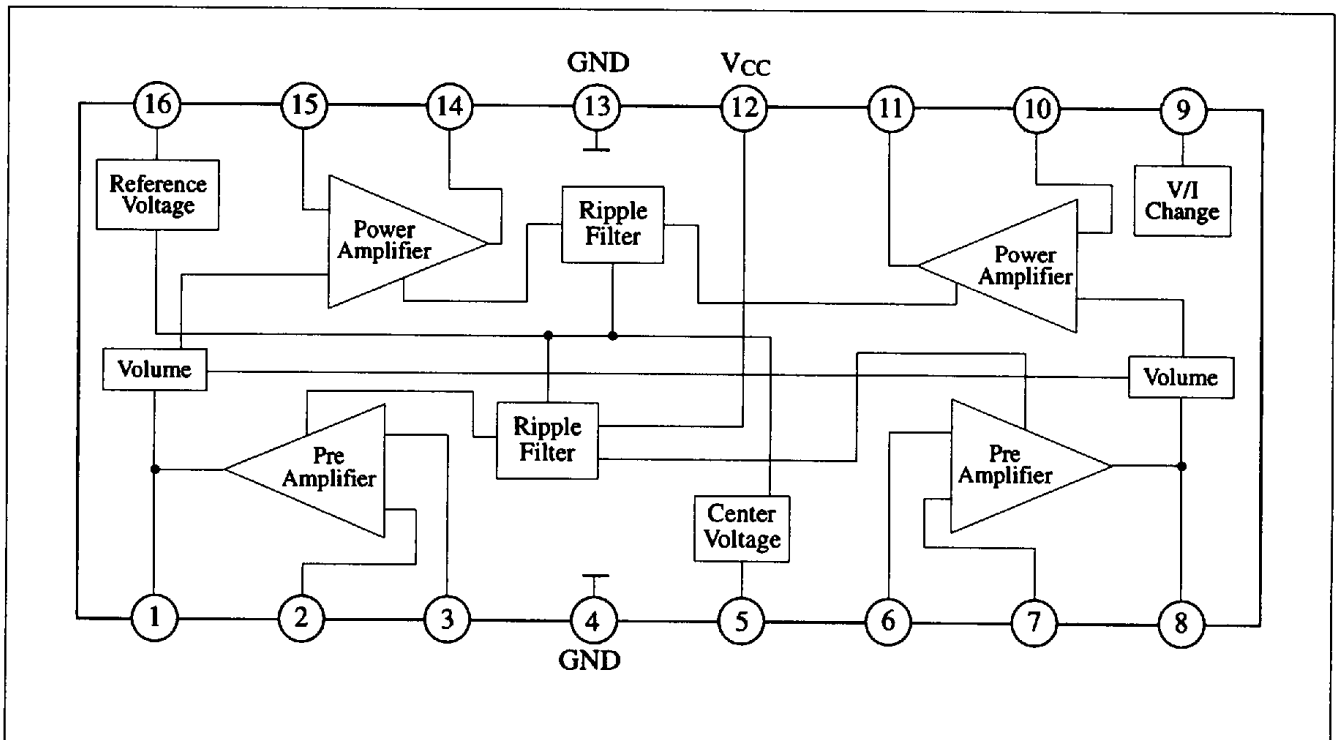 GND
VCC
16
15
14
13
12
11
10
9
Reference
Voltage
Power
Amplifier
Ripple
Filter
Power
Amplifier
V/I
Change
Volume
Volume
Pre
Amplifier
Ripple
Filter
Center
Voltage
Pre
Amplifier
1
2
3
4
5
6
7
8
GND